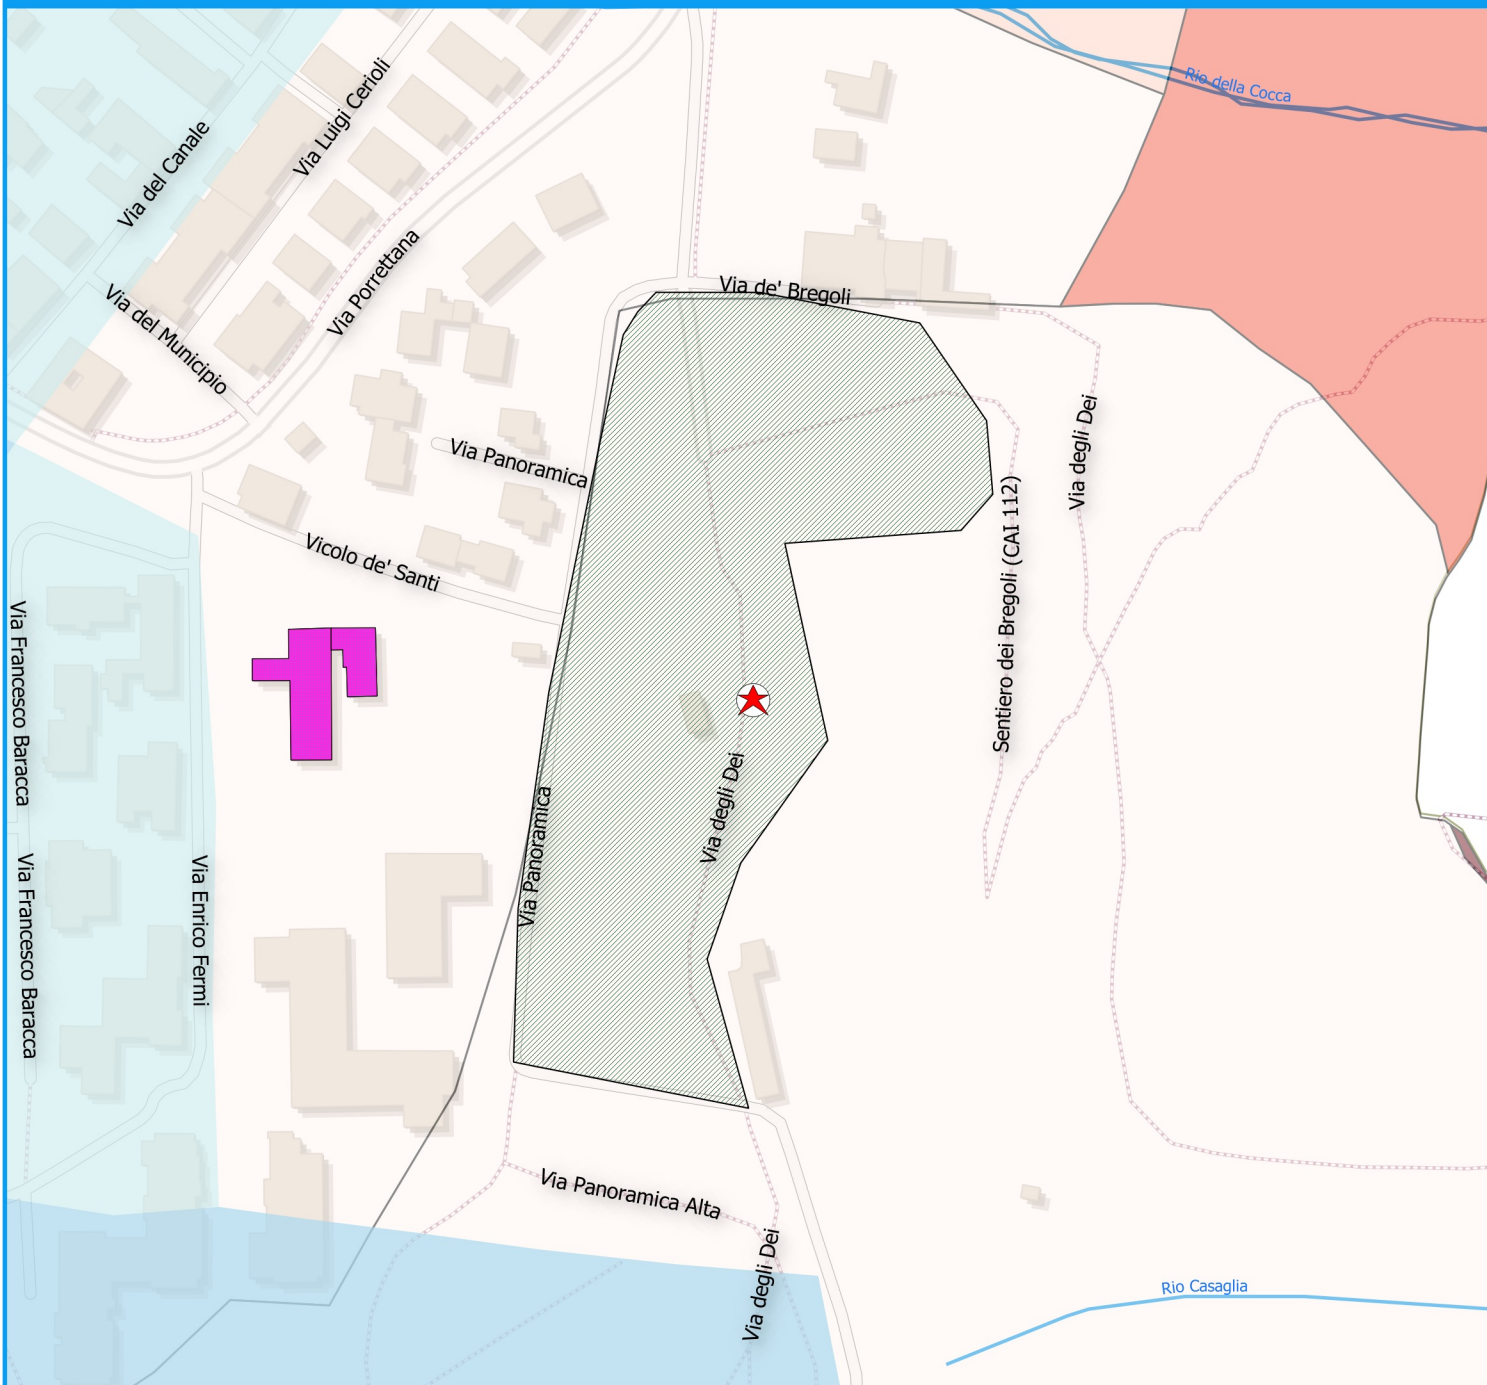 Rio della Cocca
Via Luigi Cerioli
Via del Canale
Via Porrettana
Via de' Bregoli
Via del Municipio
Via degli Dei
Via Panoramica
Sentiero dei Bregoli (CAI 112)
Vicolo de' Santi
Via Francesco Baracca
Via degli Dei
Via Panoramica
Via Enrico Fermi
Via Francesco Baracca
Via Panoramica Alta
Via degli Dei
Rio Casaglia